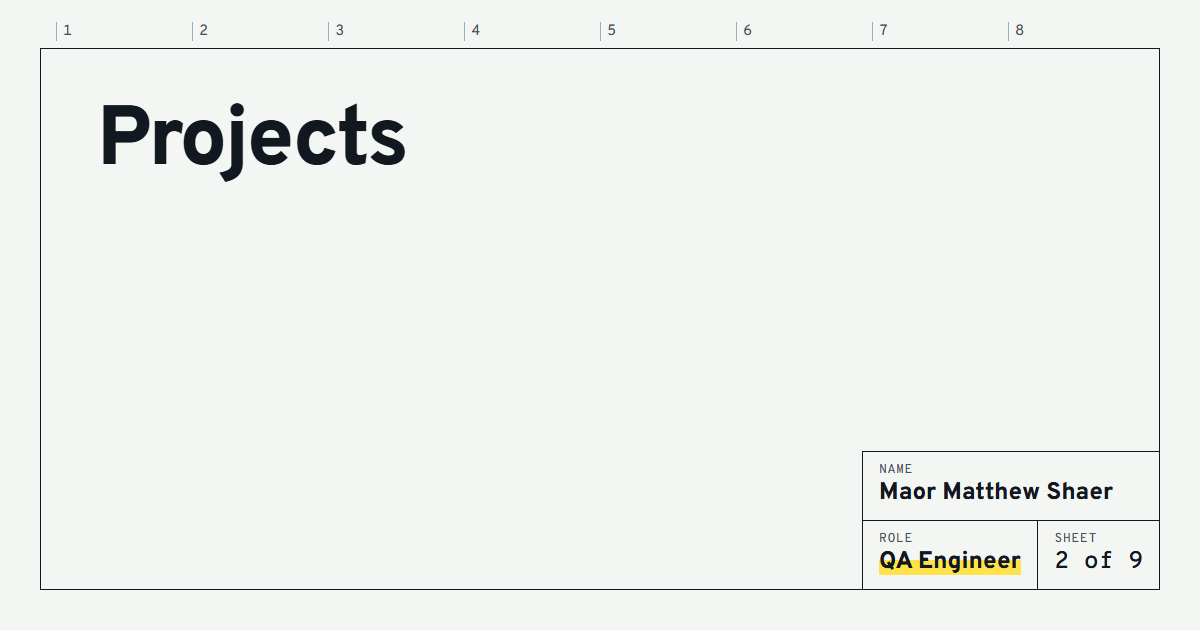 1 2 3 4 5 6 7 8
Projects
NAME
Maor Matthew Shaer
ROLE
QA Engineer
SHEET
2 of 9